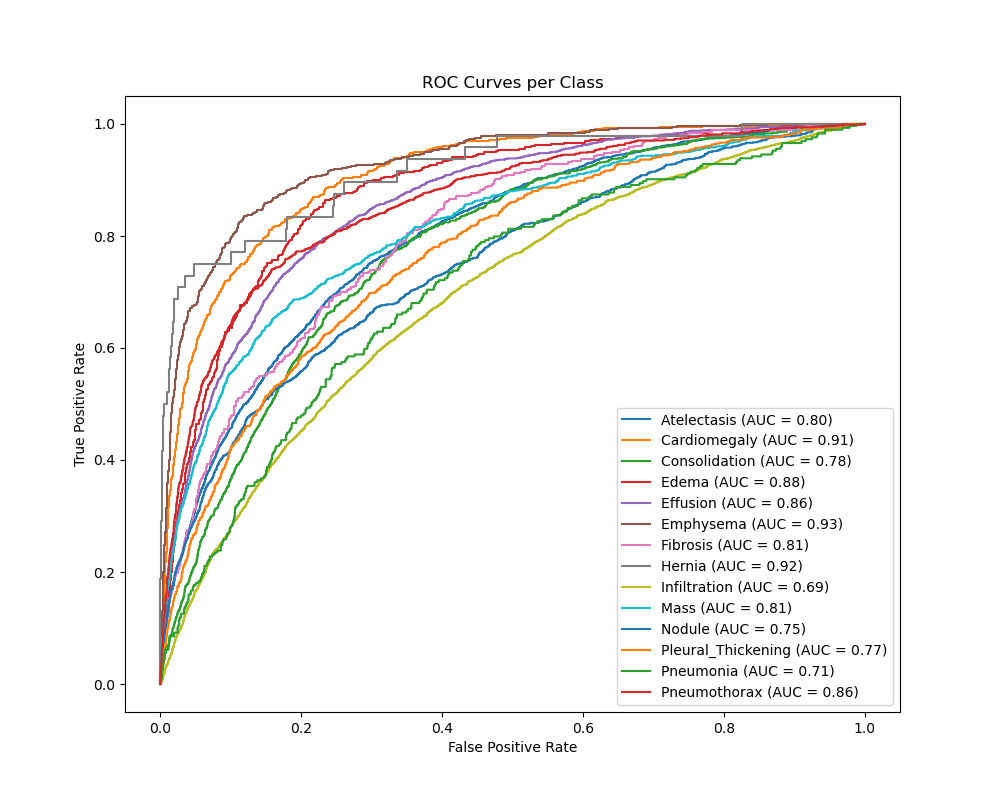 ROC Curves per Class
True Positive Rate
1.0
0.8
0.6
0.4
0.2
0.0
Atelectasis (AUC = 0.80)
Cardiomegaly (AUC = 0.91)
Consolidation (AUC = 0.78)
Edema (AUC = 0.88)
Effusion (AUC = 0.86)
Emphysema (AUC = 0.93)
Fibrosis (AUC = 0.81)
Hernia (AUC = 0.92)
Infiltration (AUC = 0.69)
Mass (AUC = 0.81)
Nodule (AUC = 0.75)
Pleural_Thickening (AUC = 0.77)
Pneumonia (AUC = 0.71)
Pneumothorax (AUC = 0.86)
0.0 0.2 0.4 0.6 0.8 1.0
False Positive Rate